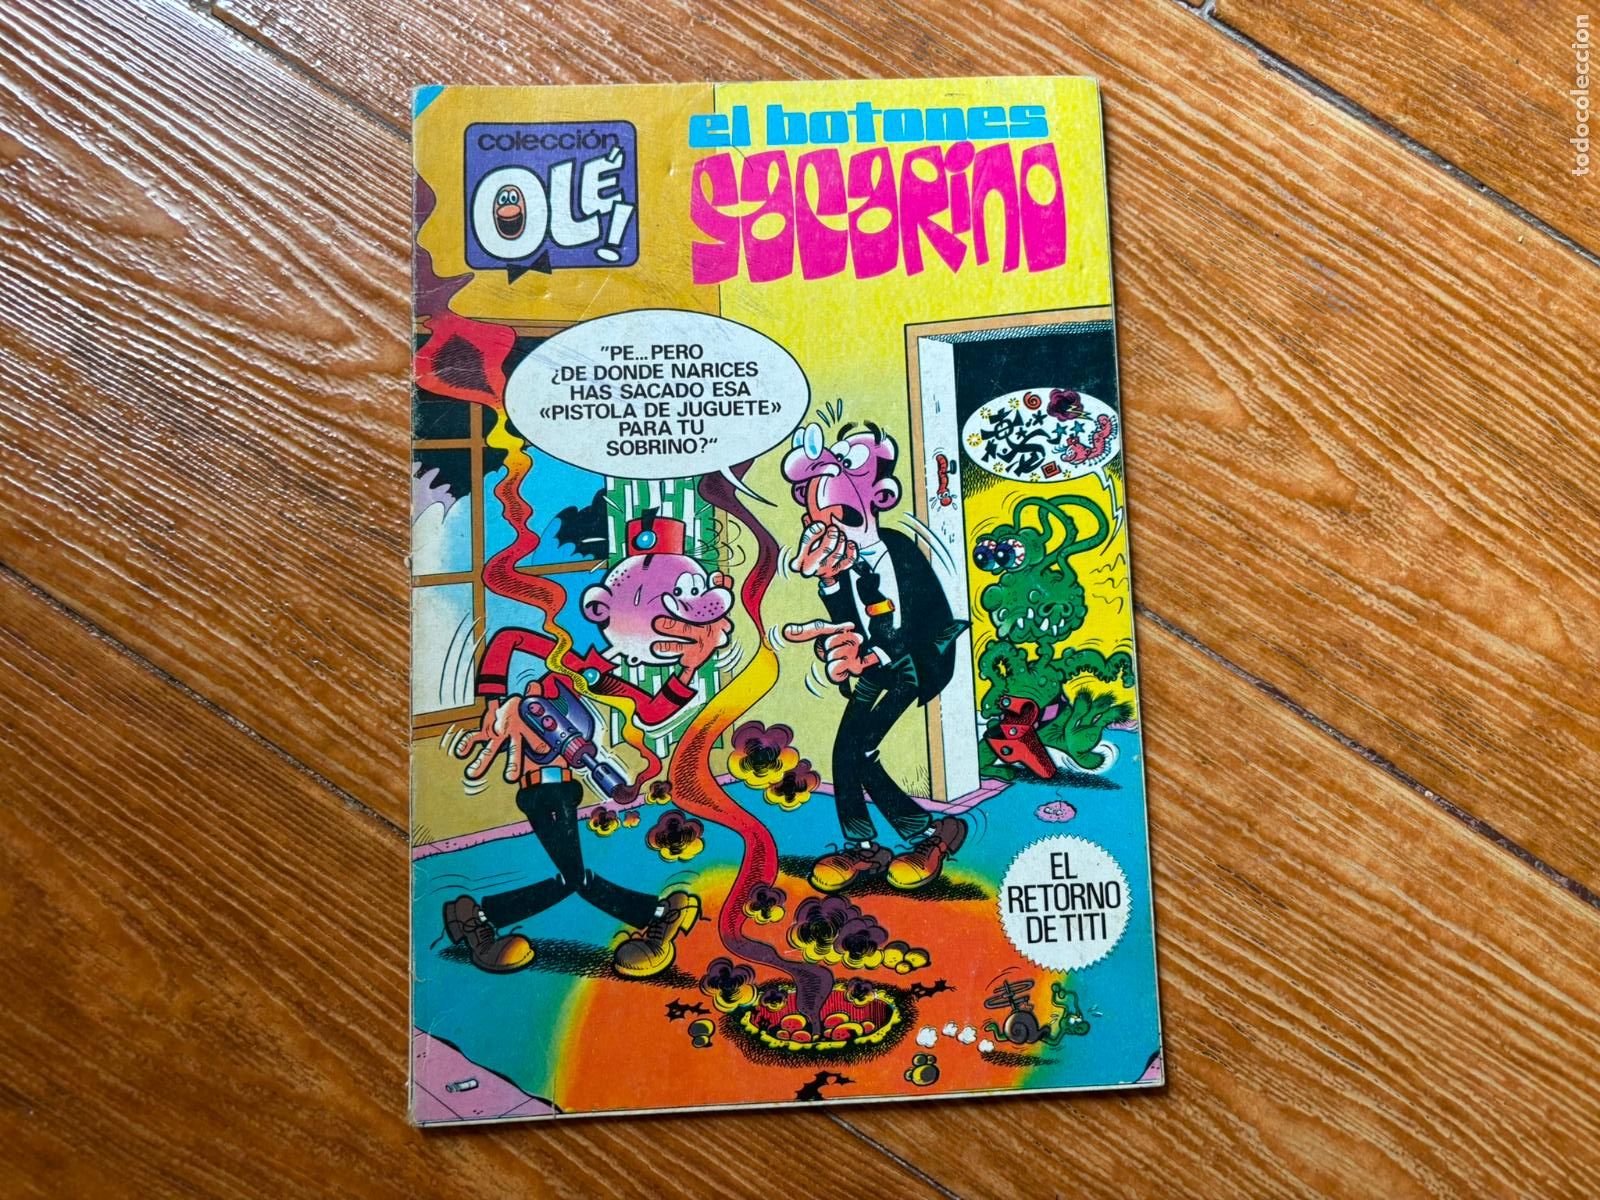 colección
OLÉ!
el botones
SACARINO
"PE... PERO
¿DE DONDE NARICES
HAS SACADO ESA
«PISTOLA DE JUGUETE»
PARA TU
SOBRINO?"
EL
RETORNO
DE TITI
todocoleccion